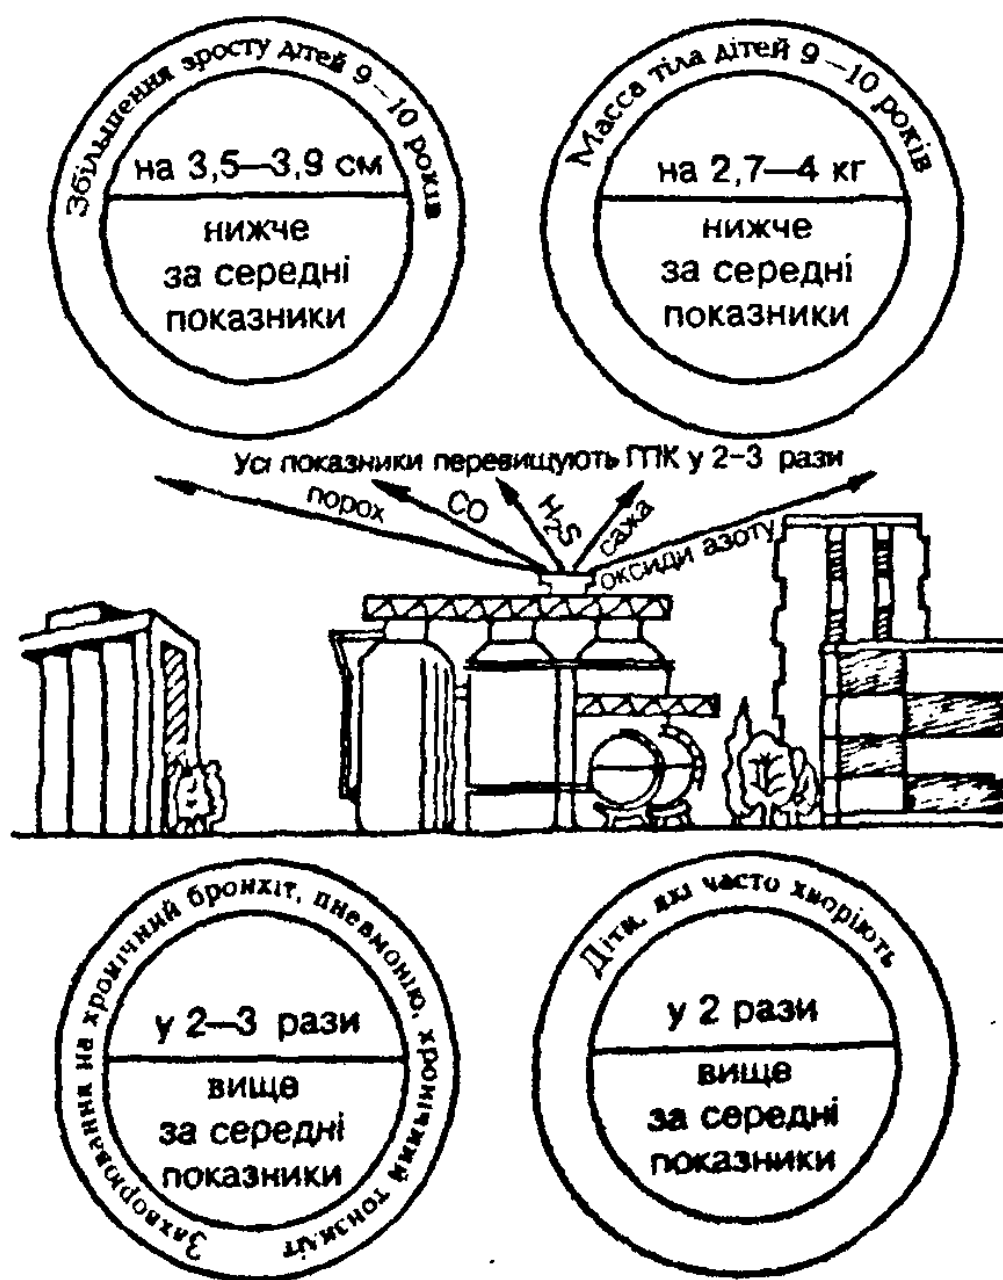 Збільшення зросту дітей 9—10 років
на 3,5—3,9 см
нижче
за середні
показники
Масса тіла дітей 9—10 років
на 2,7—4 кг
нижче
за середні
показники
Усі показники перевищують ГПК у 2-3 рази
порох
CO
H₂S
сажа
оксиди азоту
Захворювання на хронічний бронхіт, пневмонію, хронічний тонзиліт
у 2—3 рази
вище
за середні
показники
Діти, які часто хворіють
у 2 рази
вище
за середні
показники